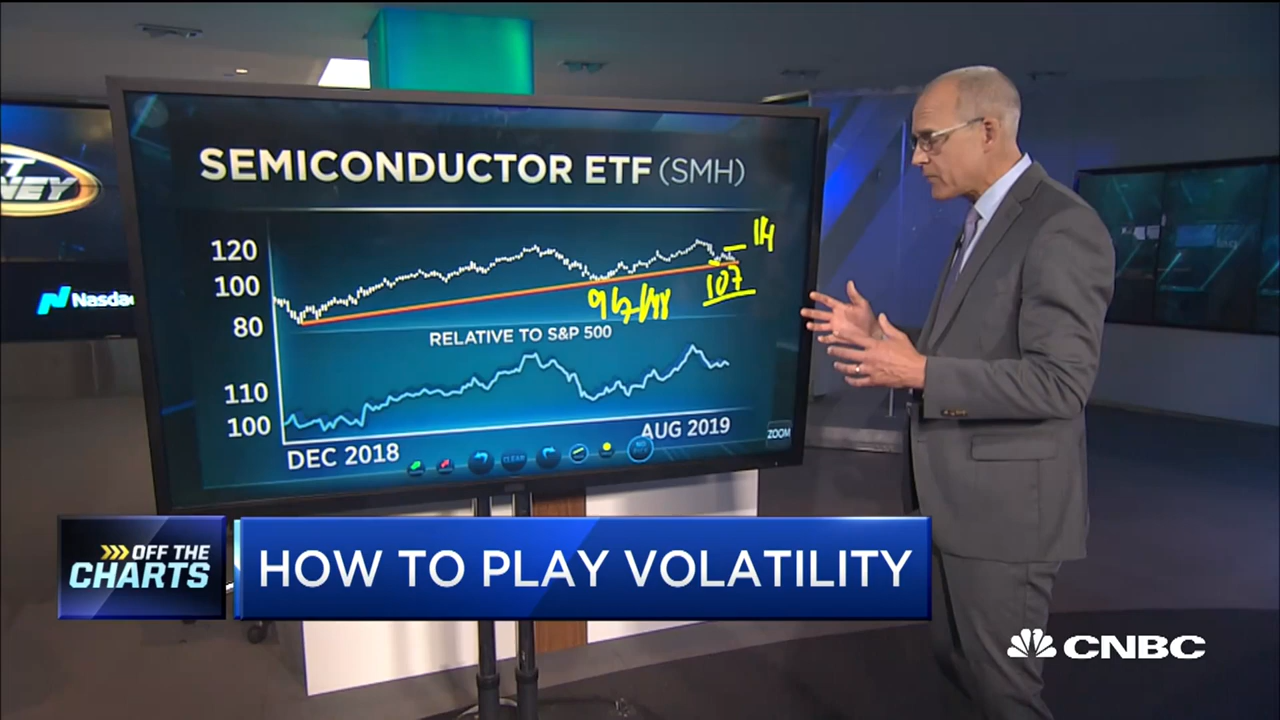 SEMICONDUCTOR ETF (SMH)
120
100
80
114
107
RELATIVE TO S&P 500
110
100
DEC 2018
AUG 2019
ZOOM
CLEAR
Nasdaq
OFF THE
CHARTS
HOW TO PLAY VOLATILITY
CNBC